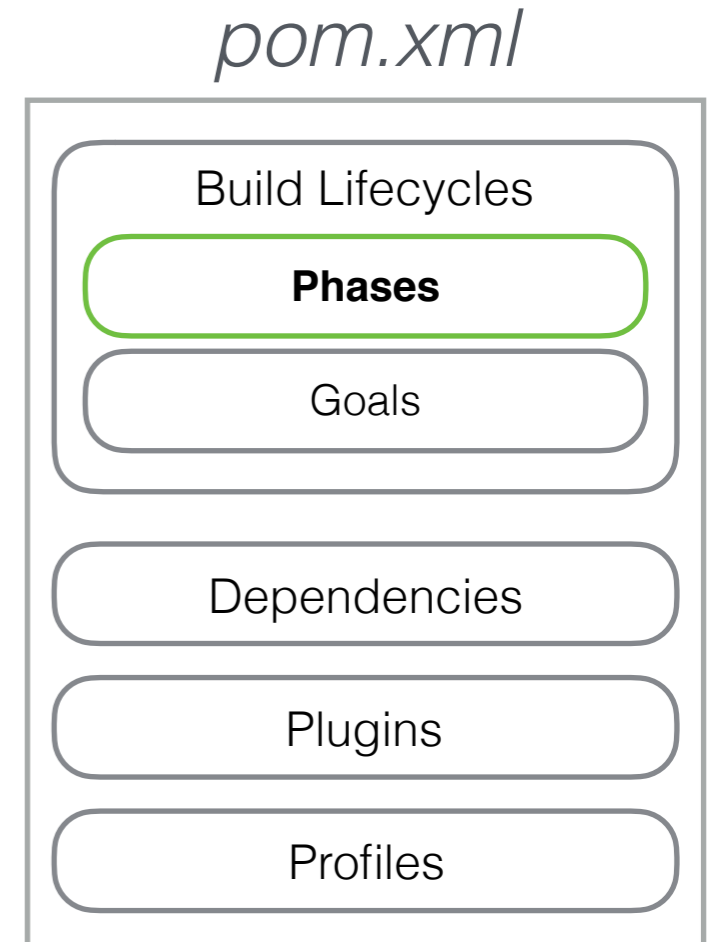 pom.xml
Build Lifecycles
Phases
Goals
Dependencies
Plugins
Profiles